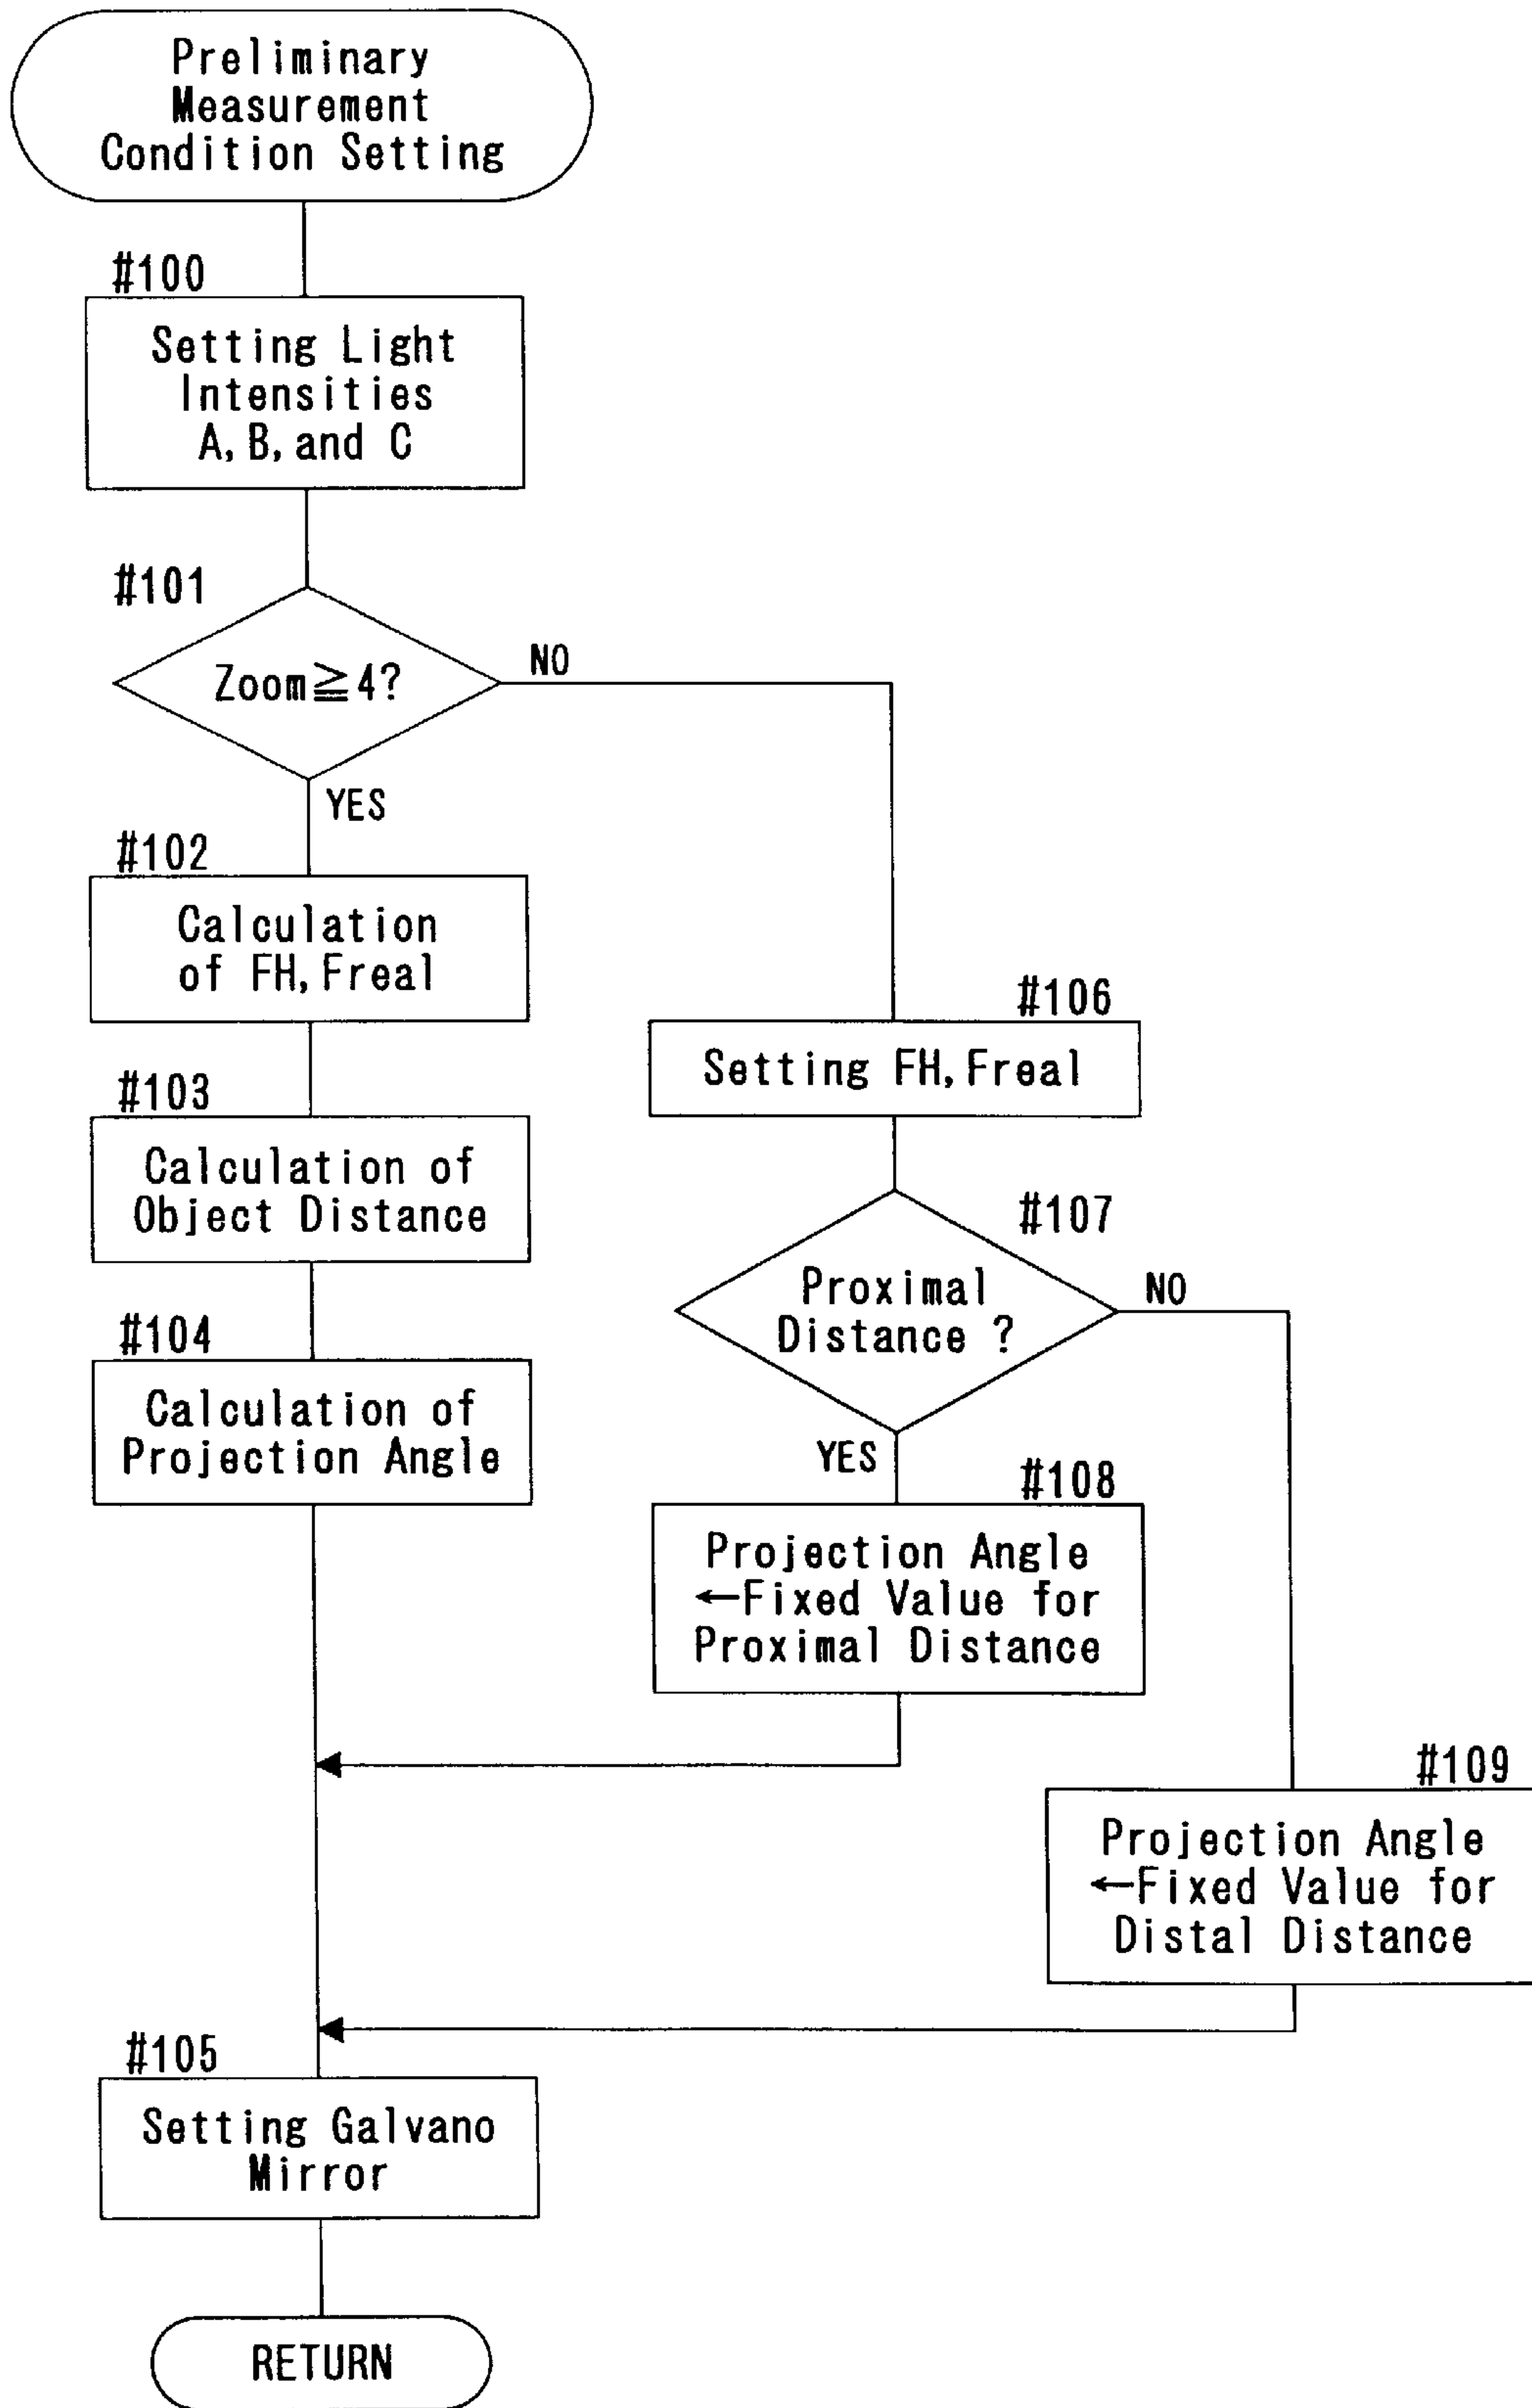 Preliminary
Measurement
Condition Setting
#100
Setting Light
Intensities
A, B, and C
#101
Zoom≧4?
NO
YES
#102
Calculation
of FH, Freal
#103
Calculation of
Object Distance
#104
Calculation of
Projection Angle
#106
Setting FH, Freal
#107
Proximal
Distance ?
NO
YES
#108
Projection Angle
←Fixed Value for
Proximal Distance
#109
Projection Angle
←Fixed Value for
Distal Distance
#105
Setting Galvano
Mirror
RETURN